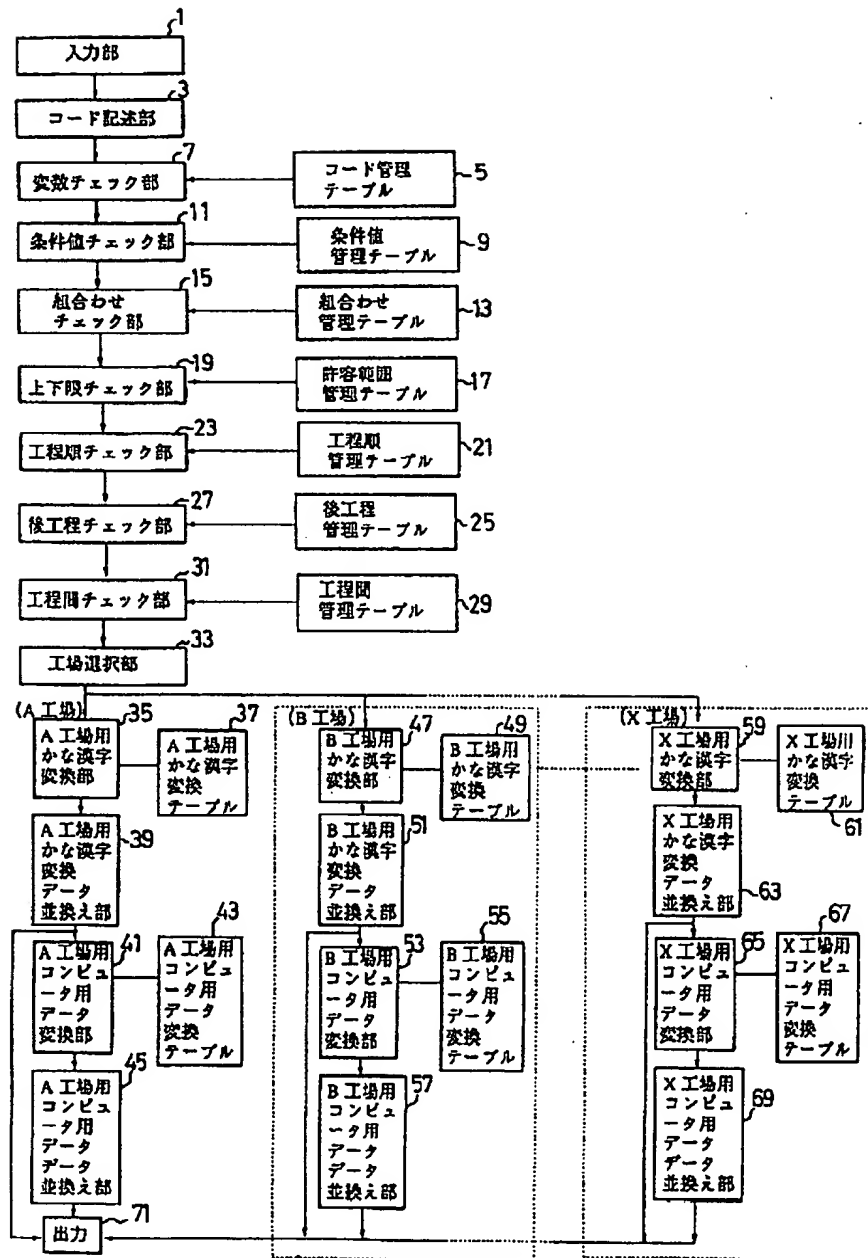 1
入力部
3
コード記述部
7
変数チェック部
コード管理
テーブル
5
11
条件値チェック部
条件値
管理テーブル
9
15
組合わせ
チェック部
組合わせ
管理テーブル
13
19
上下限チェック部
許容範囲
管理テーブル
17
23
工程順チェック部
工程順
管理テーブル
21
27
後工程チェック部
後工程
管理テーブル
25
31
工程間チェック部
工程間
管理テーブル
29
33
工場選択部
(A工場)
35
A工場用
かな漢字
変換部
37
A工場用
かな漢字
変換
テーブル
39
A工場用
かな漢字
変換
データ
並換え部
41
A工場用
コンピュ
ータ用
データ
変換部
43
A工場用
コンピュ
ータ用
データ
変換
テーブル
45
A工場用
コンピュ
ータ用
データ
データ
並換え部
71
出力
(B工場)
47
B工場用
かな漢字
変換部
49
B工場用
かな漢字
変換
テーブル
51
B工場用
かな漢字
変換
データ
並換え部
53
B工場用
コンピュ
ータ用
データ
変換部
55
B工場用
コンピュ
ータ用
データ
変換
テーブル
57
B工場用
コンピュ
ータ用
データ
データ
並換え部
(X工場)
59
X工場用
かな漢字
変換部
X工場用
かな漢字
変換
テーブル
61
X工場用
かな漢字
変換
データ
並換え部
63
65
X工場用
コンピュ
ータ用
データ
変換部
67
X工場用
コンピュ
ータ用
データ
変換
テーブル
X工場用
コンピュ
ータ用
データ
データ
並換え部
69